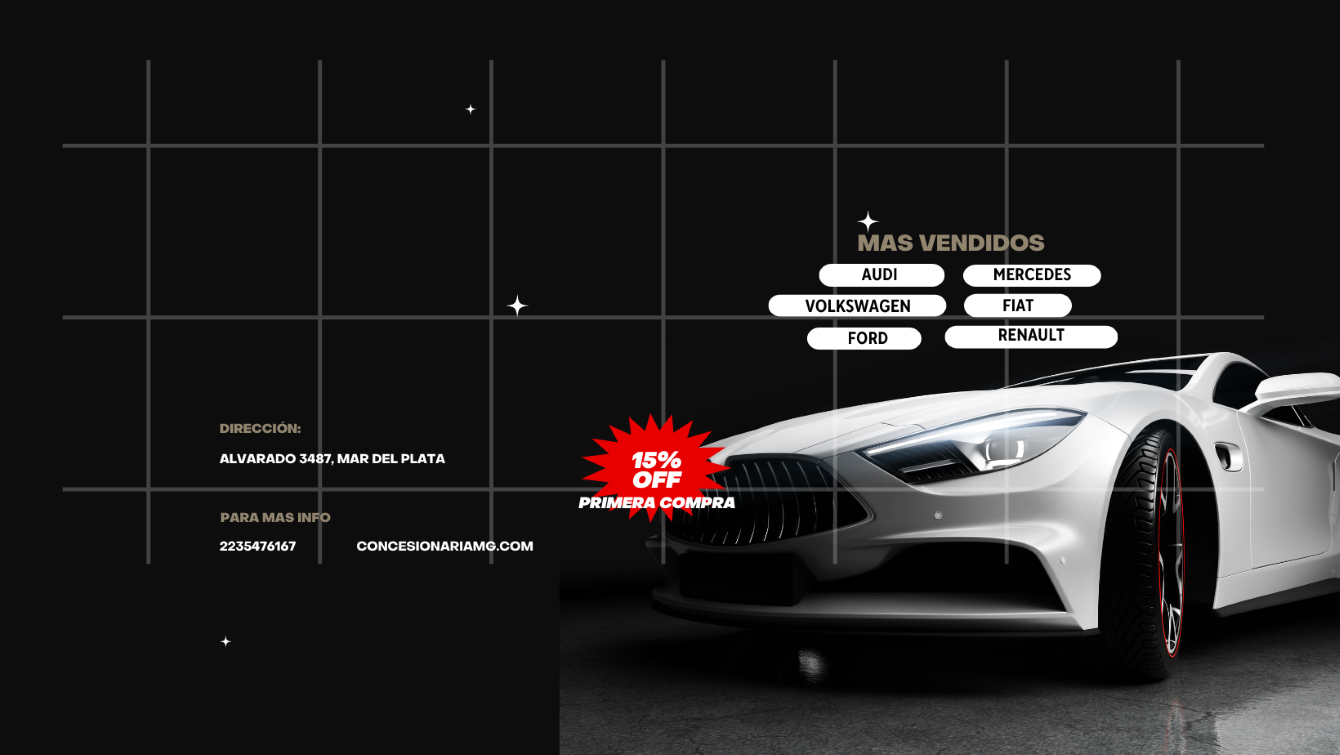 MAS VENDIDOS
AUDI
MERCEDES
VOLKSWAGEN
FIAT
FORD
RENAULT
DIRECCIÓN:
ALVARADO 3487, MAR DEL PLATA
15%
OFF
PRIMERA COMPRA
PARA MAS INFO
2235476167
CONCESIONARIAMG.COM